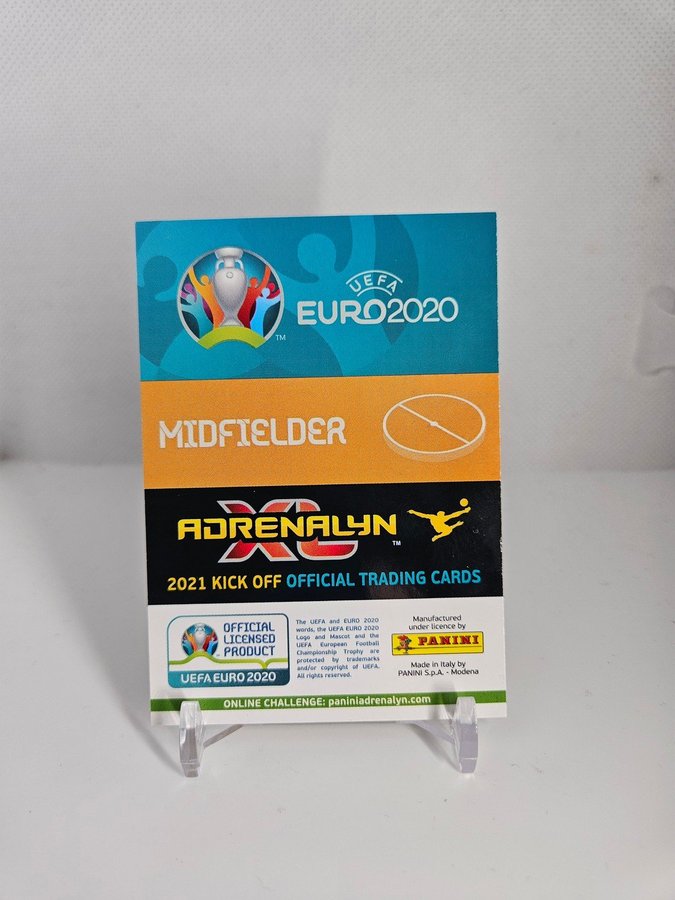 UEFA
EURO2020
TM
MIDFIELDER
ADRENALYN
XL
TM
2021 KICK OFF OFFICIAL TRADING CARDS
OFFICIAL
LICENSED
PRODUCT
UEFA EURO 2020
The UEFA and EURO 2020
words, the UEFA EURO 2020
Logo and Mascot and the
UEFA European Football
Championship Trophy are
protected by trademarks
and/or copyright of UEFA.
All rights reserved.
Manufactured
under licence by
PANINI
Made in Italy by
PANINI S.p.A. - Modena
ONLINE CHALLENGE: paniniadrenalyn.com